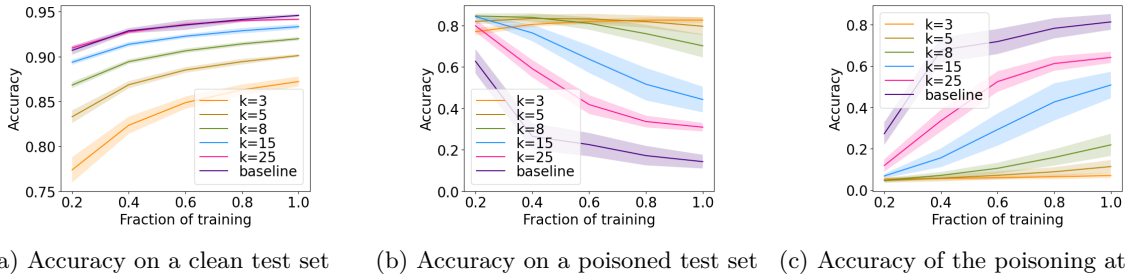 0.95
0.90
0.85
0.80
0.75
Accuracy
k=3
k=5
k=8
k=15
k=25
baseline
0.2 0.4 0.6 0.8 1.0
Fraction of training
0.8
0.6
0.4
0.2
0.0
Accuracy
k=3
k=5
k=8
k=15
k=25
baseline
0.2 0.4 0.6 0.8 1.0
Fraction of training
0.8
0.6
0.4
0.2
0.0
Accuracy
k=3
k=5
k=8
k=15
k=25
baseline
0.2 0.4 0.6 0.8 1.0
Fraction of training
a) Accuracy on a clean test set
(b) Accuracy on a poisoned test set
(c) Accuracy of the poisoning at